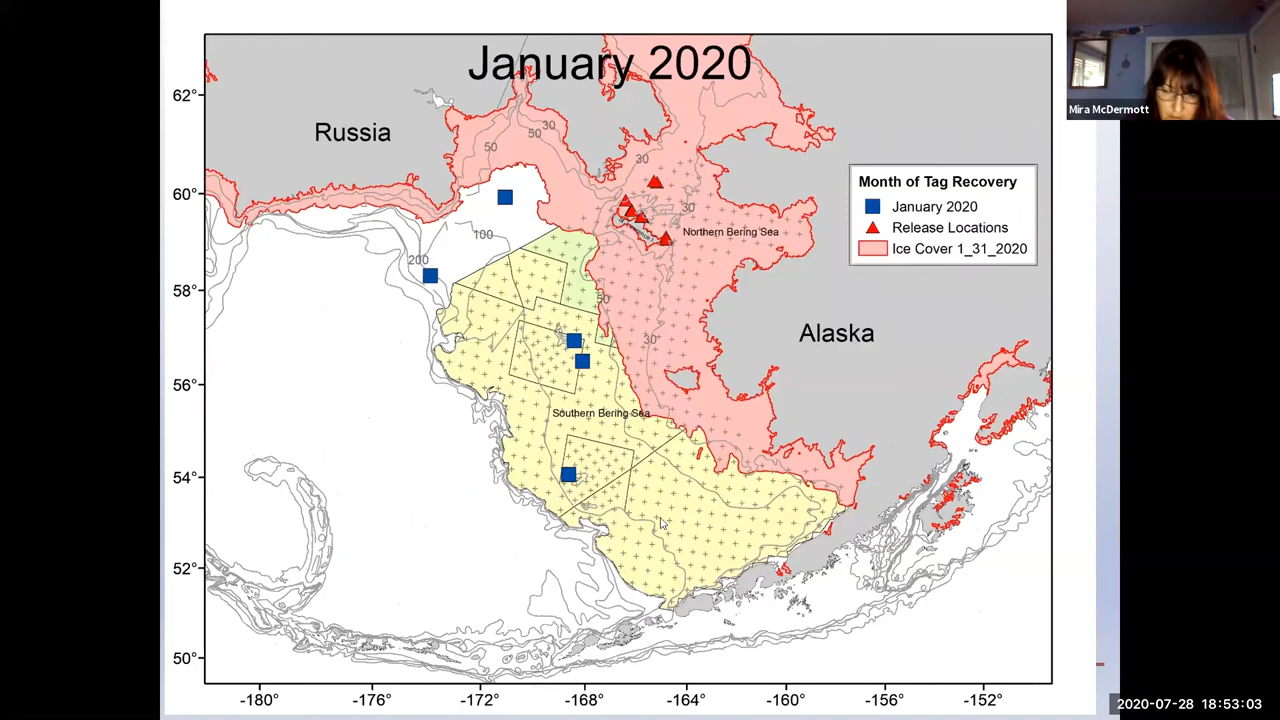 January 2020
Mira McDermott
62°
Russia
50
30
50
30
Month of Tag Recovery
January 2020
Release Locations
Ice Cover 1_31_2020
60°
30
Northern Bering Sea
100
200
58°
50
30
Alaska
56°
Southern Bering Sea
54°
52°
50°
-180°
-176°
-172°
-168°
-164°
-160°
-156°
-152°
2020-07-28 18:53:03